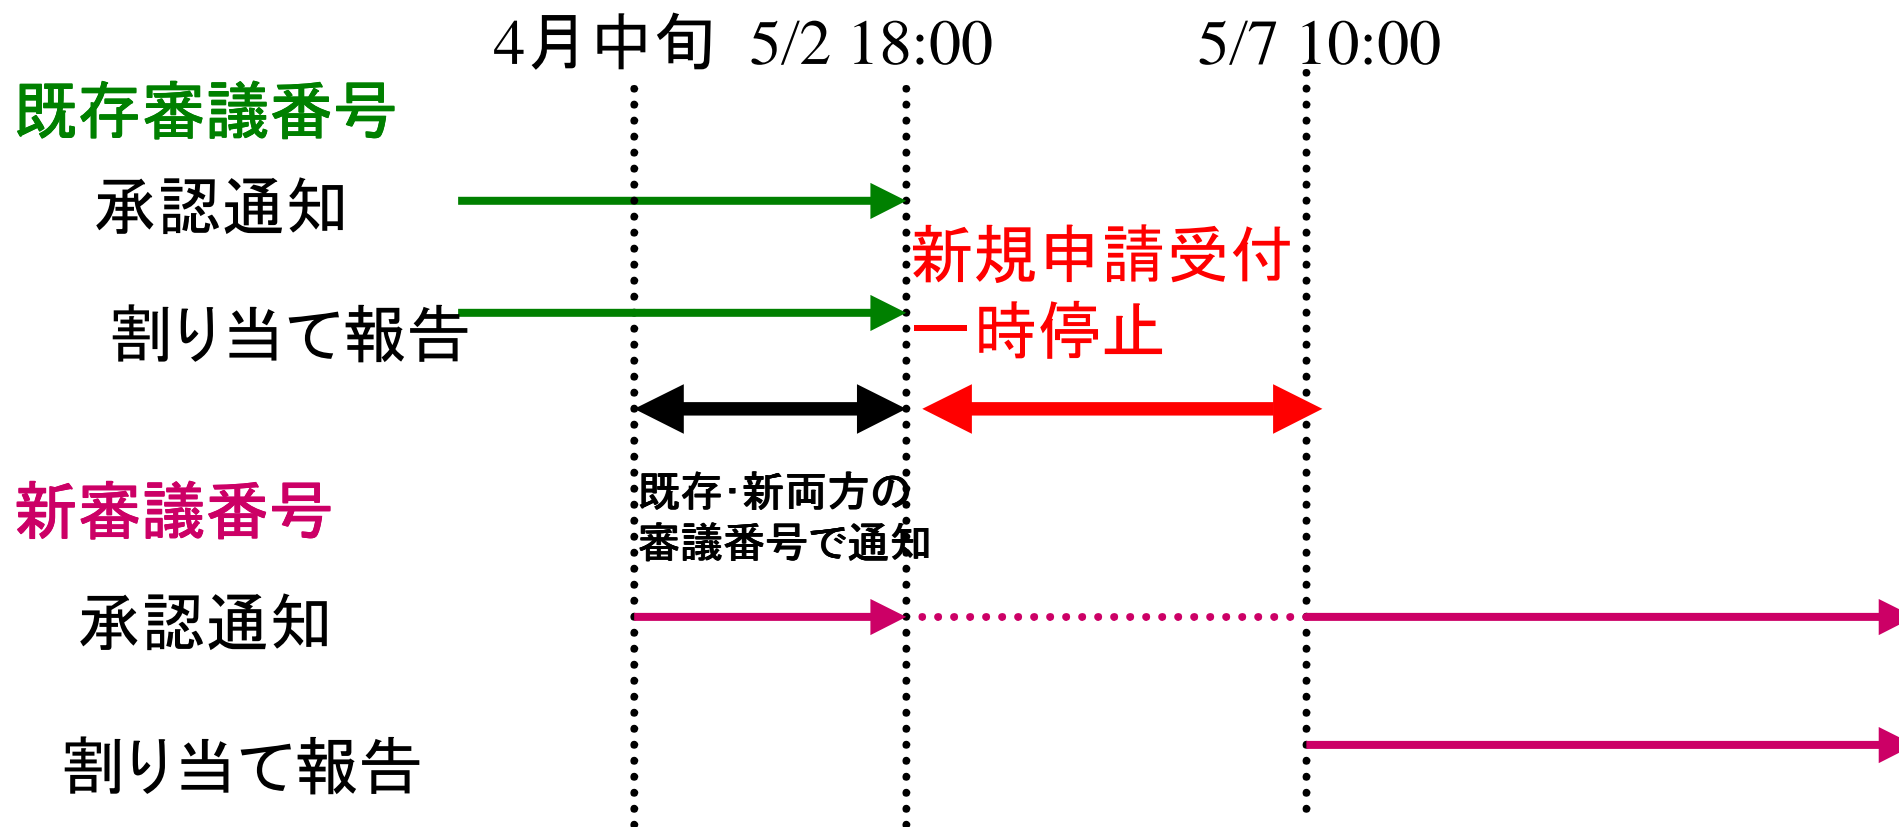 4月中旬 5/2 18:00 5/7 10:00
既存審議番号
承認通知
新規申請受付
割り当て報告
一時停止
既存・新両方の
新審議番号
審議番号で通知
承認通知
割り当て報告